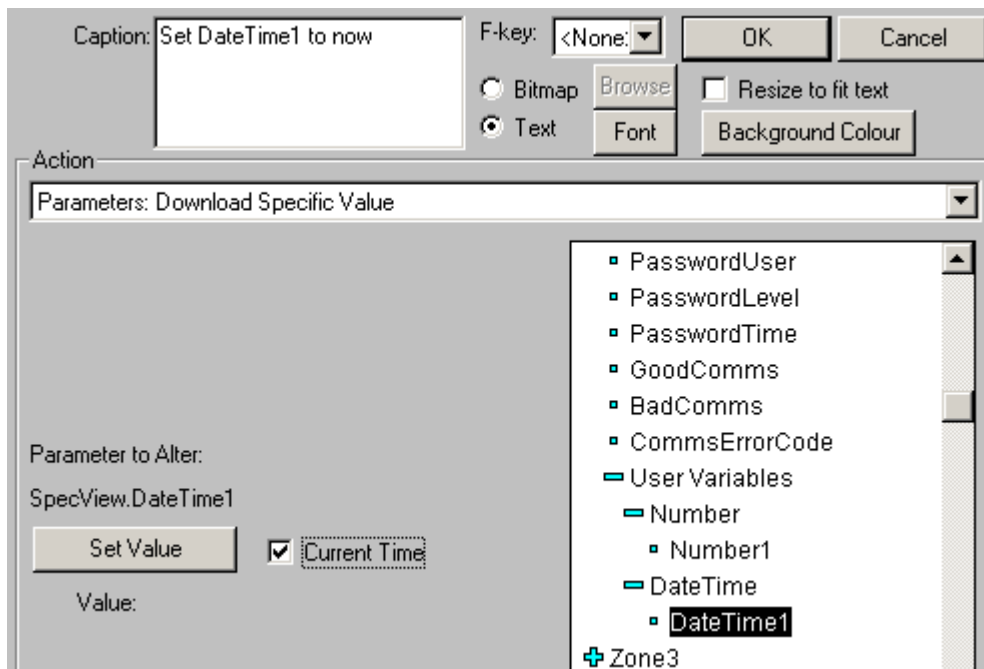 Caption: Set DateTime1 to now F-key: <None> OK Cancel
Bitmap Browse Resize to fit text
Text Font Background Colour
Action
Parameters: Download Specific Value
PasswordUser
PasswordLevel
PasswordTime
GoodComms
BadComms
CommsErrorCode
Parameter to Alter:
User Variables
SpecView.DateTime1
Number
Set Value Current Time
Number1
DateTime
Value:
DateTime1
Zone3